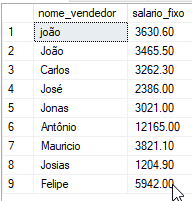 nome_vendedor salario_fixo
1 joão 3630.60
2 João 3465.50
3 Carlos 3262.30
4 José 2386.00
5 Jonas 3021.00
6 Antônio 12165.00
7 Mauricio 3821.10
8 Josias 1204.90
9 Felipe 5942.00